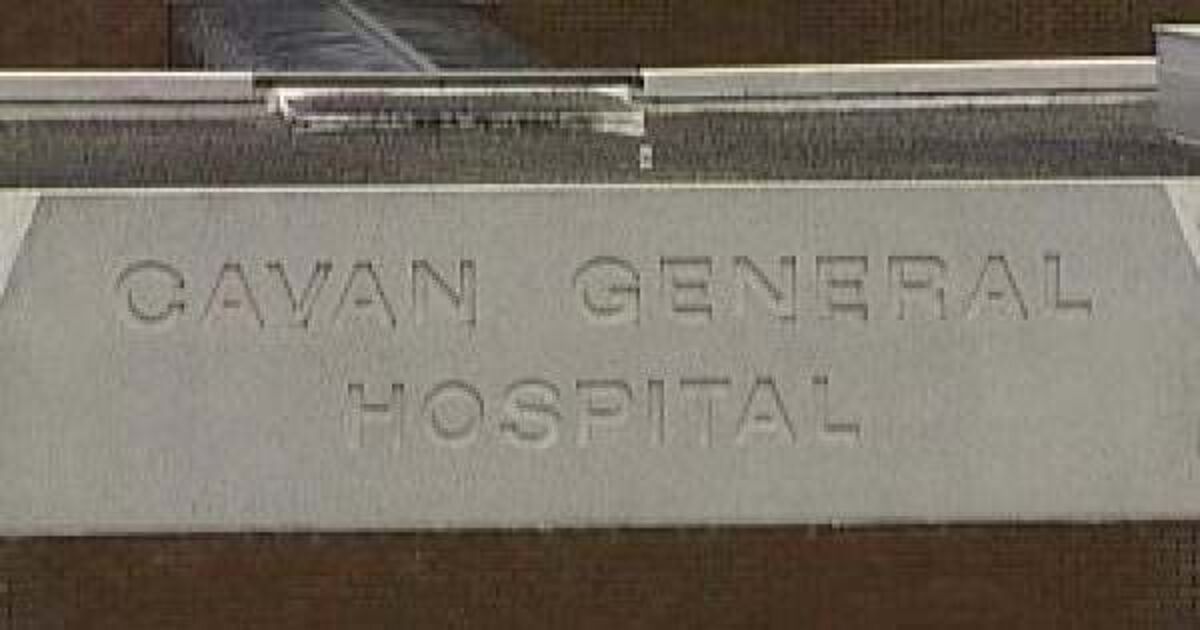 CAVAN GENERAL
HOSPITAL